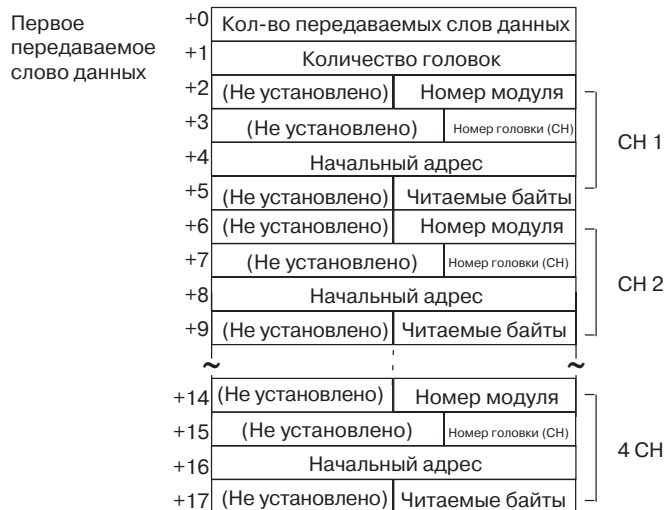 Первое
передаваемое
слово данных
+0 Кол-во передаваемых слов данных
+1 Количество головок
+2 (Не установлено) Номер модуля
+3 (Не установлено) Номер головки (CH)
+4 Начальный адрес
+5 (Не установлено) Читаемые байты
CH 1
+6 (Не установлено) Номер модуля
+7 (Не установлено) Номер головки (CH)
+8 Начальный адрес
+9 (Не установлено) Читаемые байты
CH 2
~ ~
+14 (Не установлено) Номер модуля
+15 (Не установлено) Номер головки (CH)
+16 Начальный адрес
+17 (Не установлено) Читаемые байты
4 CH